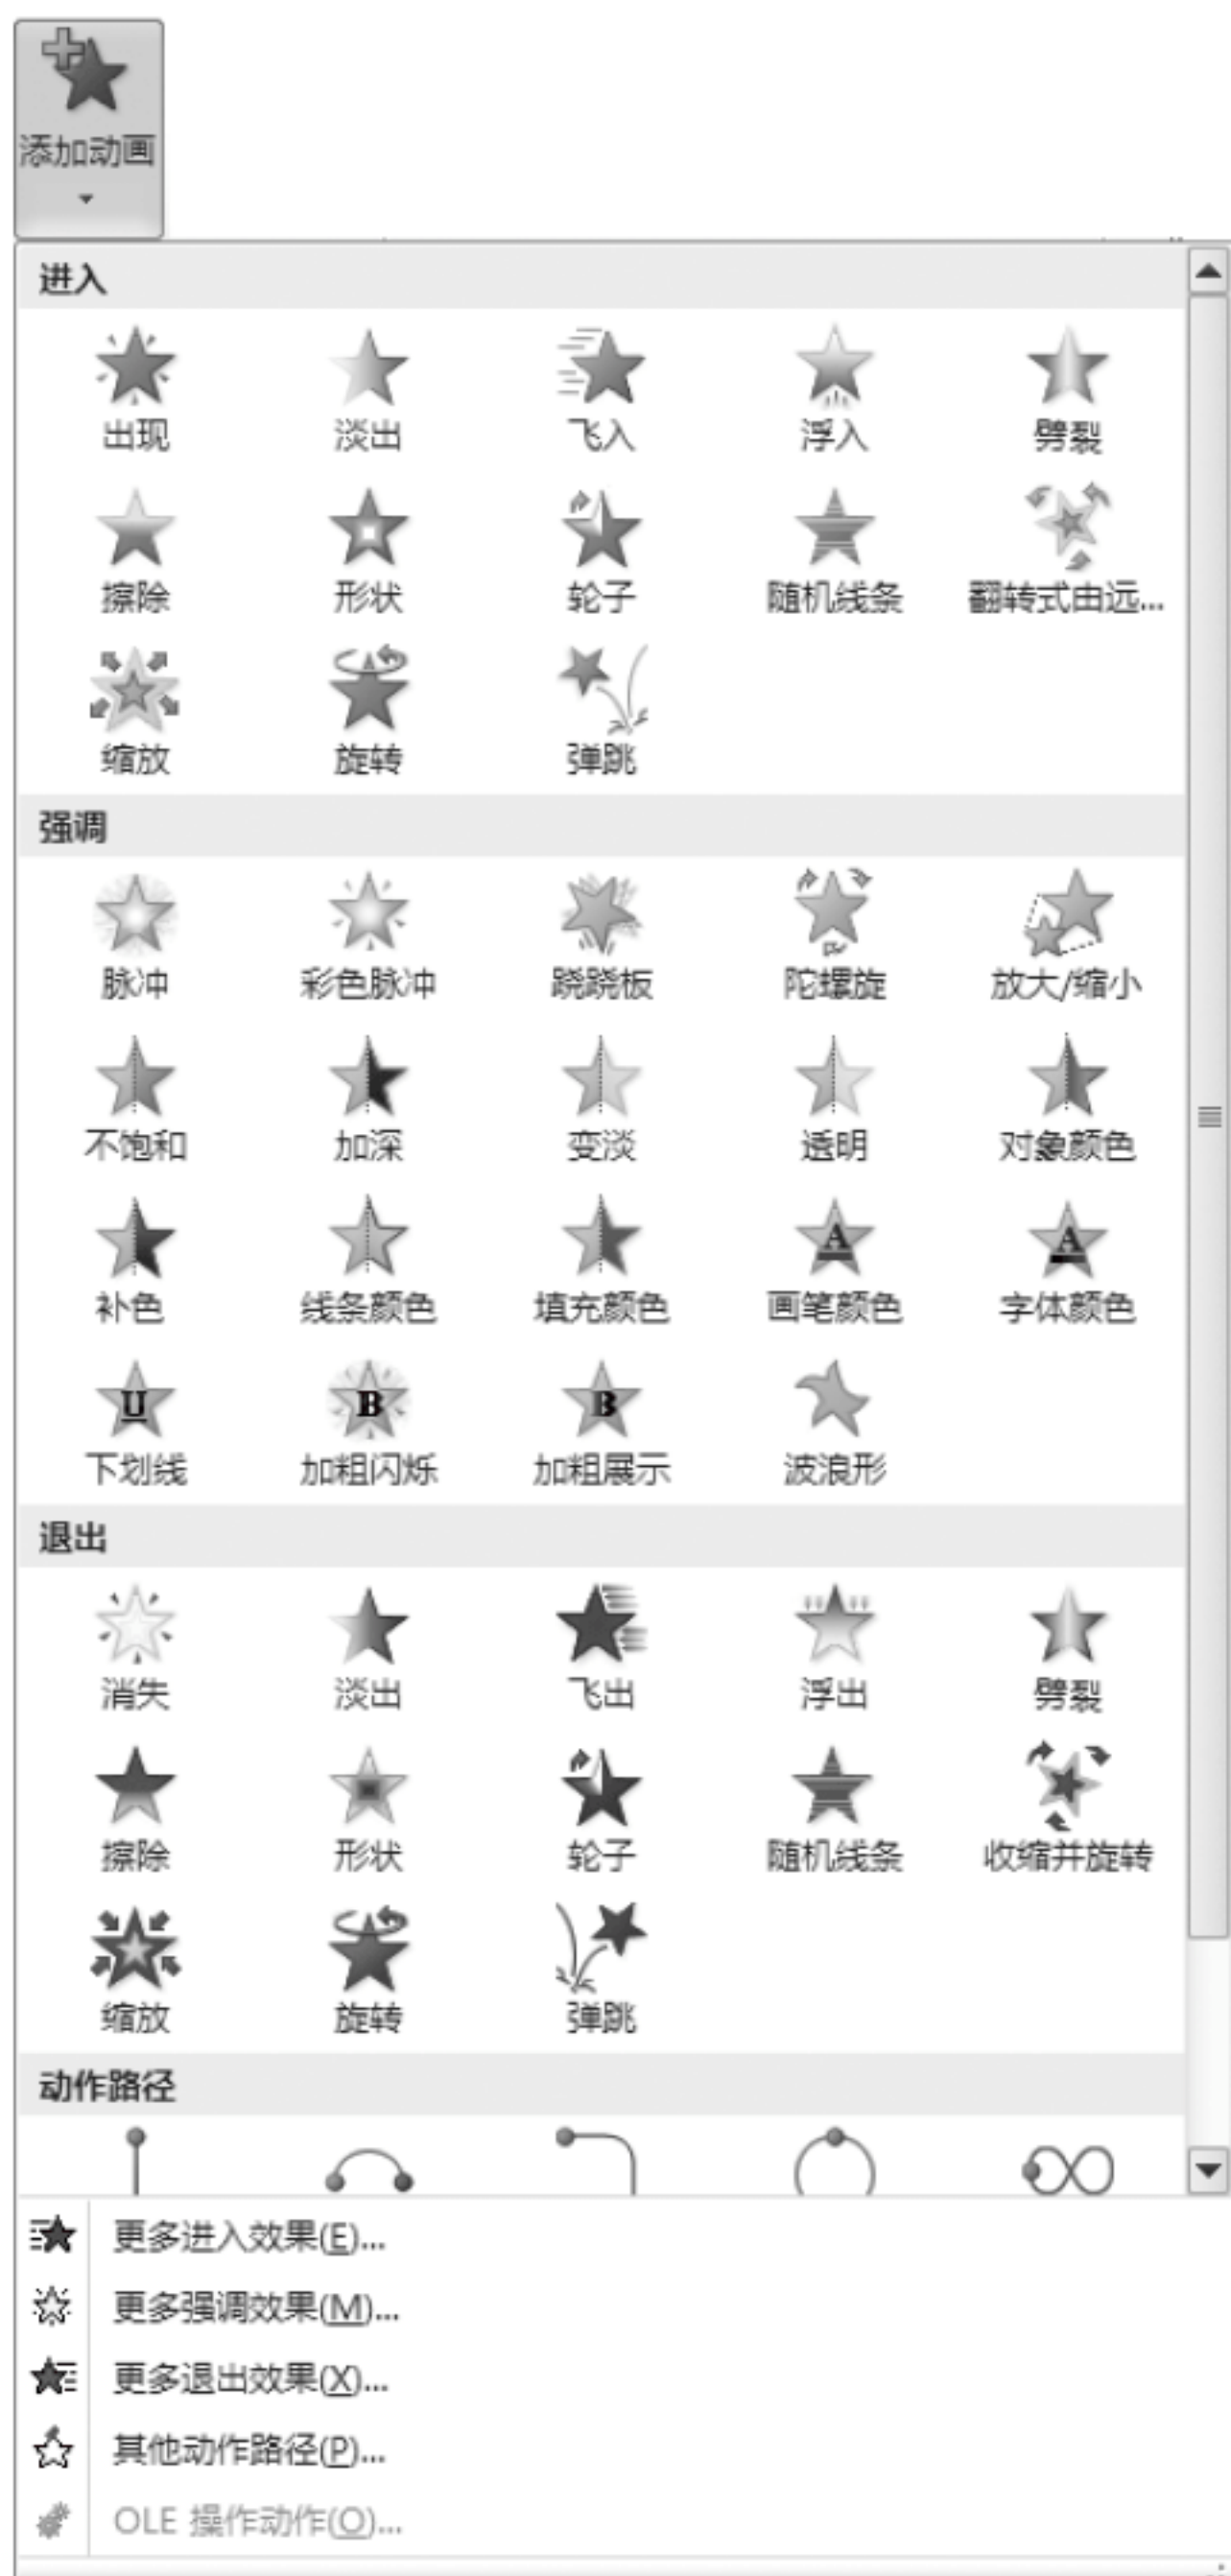 添加动画
进入
出现 淡出 飞入 浮入 劈裂
擦除 形状 轮子 随机线条 翻转式由远...
缩放 旋转 弹跳
强调
脉冲 彩色脉冲 跷跷板 陀螺旋 放大/缩小
不饱和 加深 变淡 透明 对象颜色
补色 线条颜色 填充颜色 画笔颜色 字体颜色
下划线 加粗闪烁 加粗展示 波浪形
退出
消失 淡出 飞出 浮出 劈裂
擦除 形状 轮子 随机线条 收缩并旋转
缩放 旋转 弹跳
动作路径
更多进入效果(E)...
更多强调效果(M)...
更多退出效果(X)...
其他动作路径(P)...
OLE 操作动作(O)...